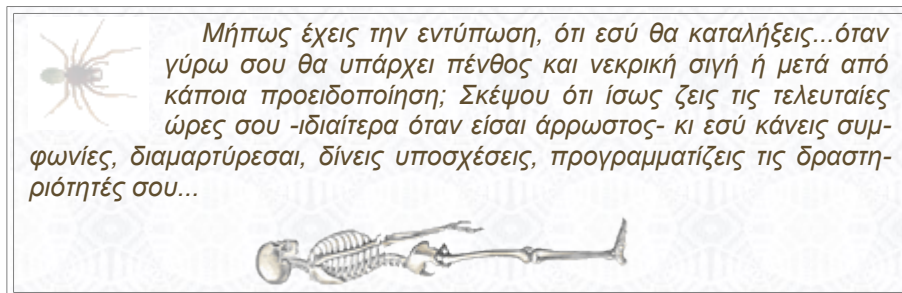 Μήπως έχεις την εντύπωση, ότι εσύ θα καταλήξεις...όταν
γύρω σου θα υπάρχει πένθος και νεκρική σιγή ή μετά από
κάποια προειδοποίηση; Σκέψου ότι ίσως ζεις τις τελευταίες
ώρες σου -ιδιαίτερα όταν είσαι άρρωστος- κι εσύ κάνεις συμ-
φωνίες, διαμαρτύρεσαι, δίνεις υποσχέσεις, προγραμματίζεις τις δραστη-
ριότητές σου...